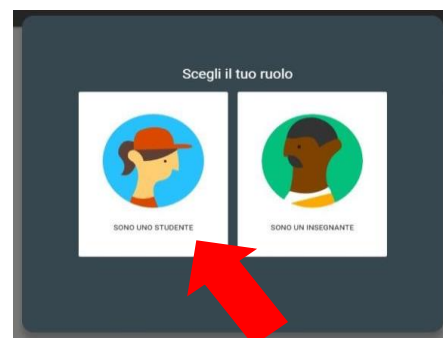 Scegli il tuo ruolo
SONO UNO STUDENTE
SONO UN INSEGNANTE